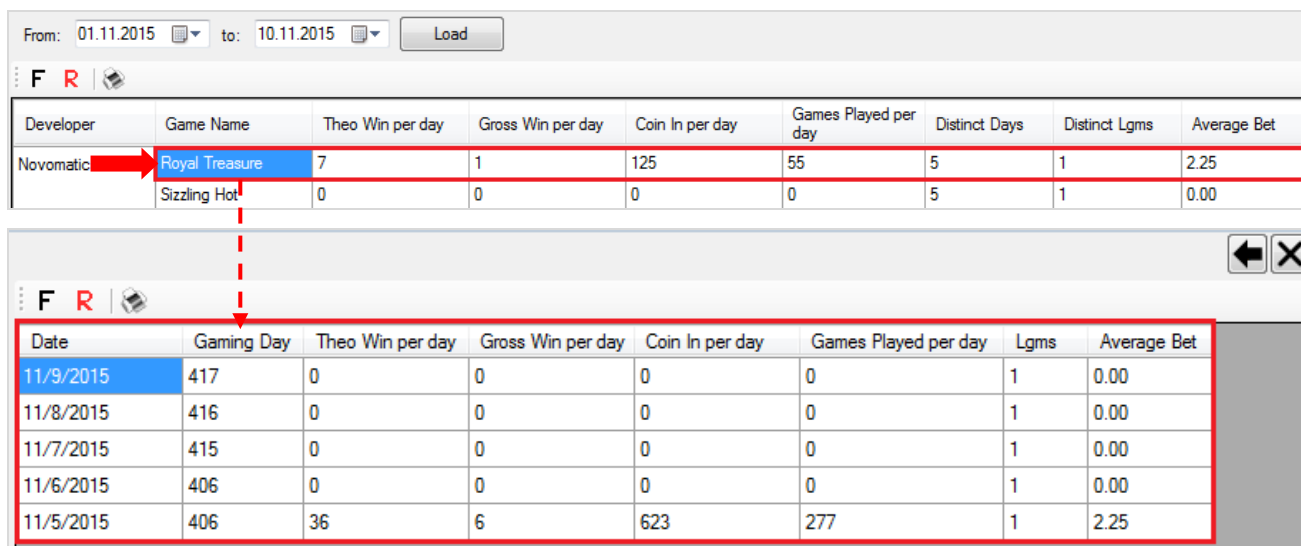 From: 01.11.2015 to: 10.11.2015 Load
F R
Developer Game Name Theo Win per day Gross Win per day Coin In per day Games Played per day Distinct Days Distinct Lgms Average Bet
Novomatic Royal Treasure 7 1 125 55 5 1 2.25
Sizzling Hot 0 0 0 0 5 1 0.00
F R
Date Gaming Day Theo Win per day Gross Win per day Coin In per day Games Played per day Lgms Average Bet
11/9/2015 417 0 0 0 0 1 0.00
11/8/2015 416 0 0 0 0 1 0.00
11/7/2015 415 0 0 0 0 1 0.00
11/6/2015 406 0 0 0 0 1 0.00
11/5/2015 406 36 6 623 277 1 2.25